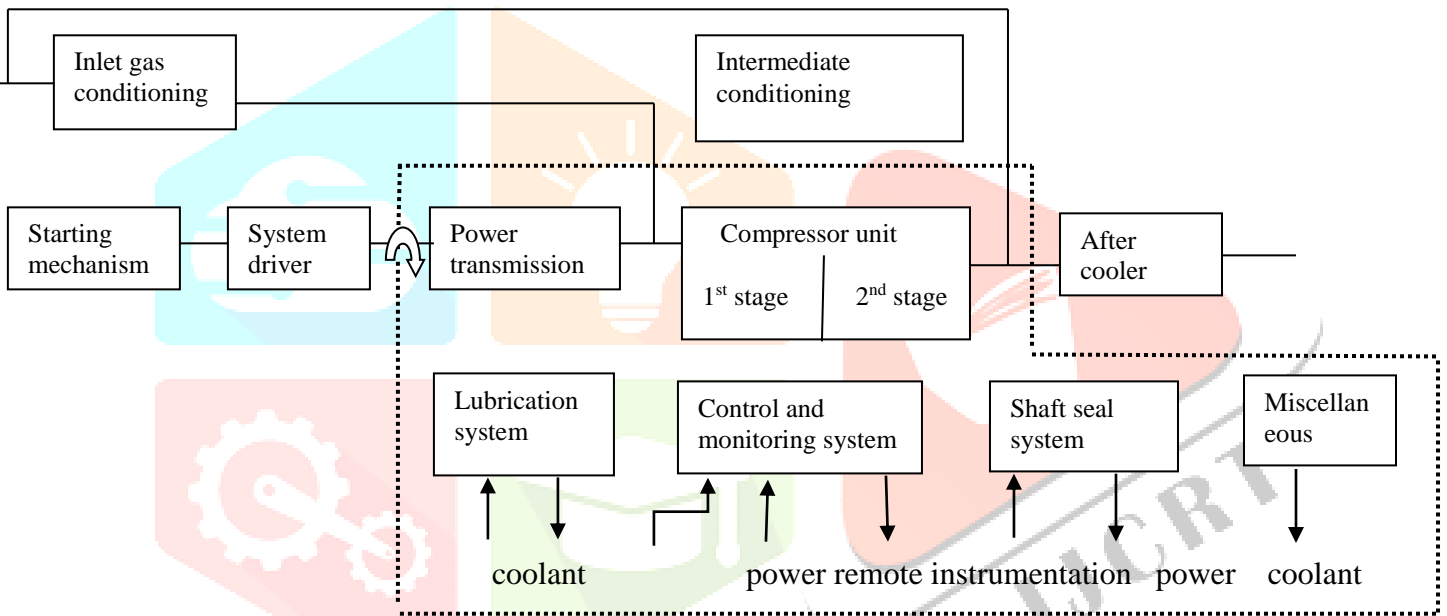 Inlet gas
conditioning
Intermediate
conditioning
Starting
mechanism
System
driver
Power
transmission
Compressor unit
1st stage
2nd stage
After
cooler
Lubrication
system
Control and
monitoring system
Shaft seal
system
Miscellan
eous
coolant power remote instrumentation power coolant
IJCRT